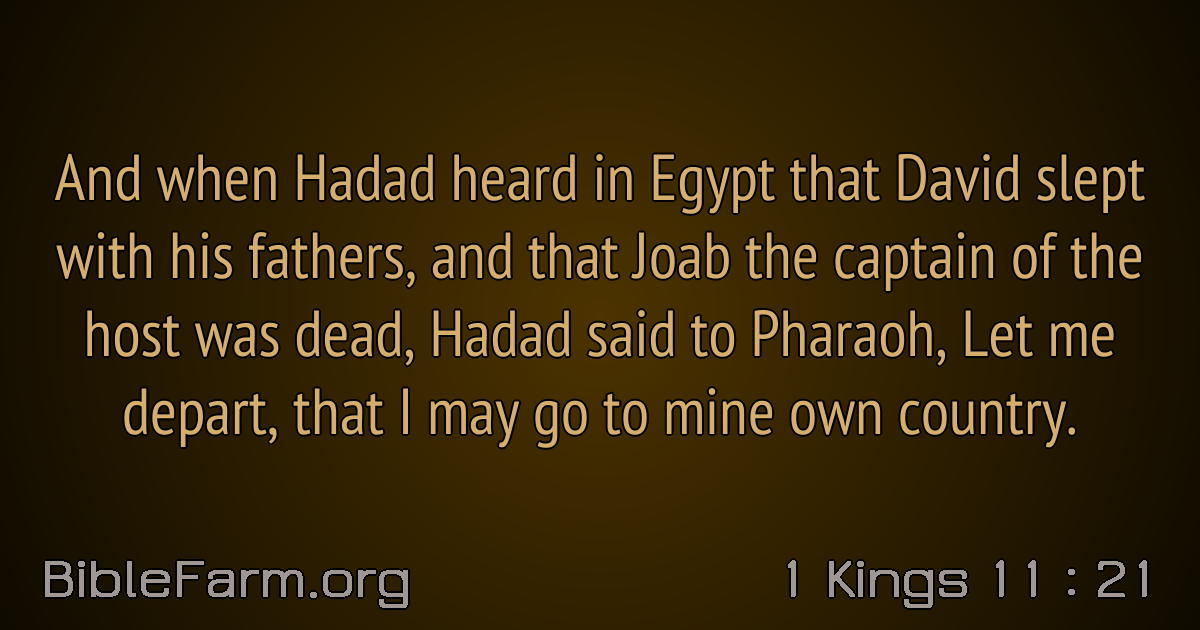 And when Hadad heard in Egypt that David slept
with his fathers, and that Joab the captain of the
host was dead, Hadad said to Pharaoh, Let me
depart, that I may go to mine own country.
BibleFarm.org
1 Kings 11 : 21